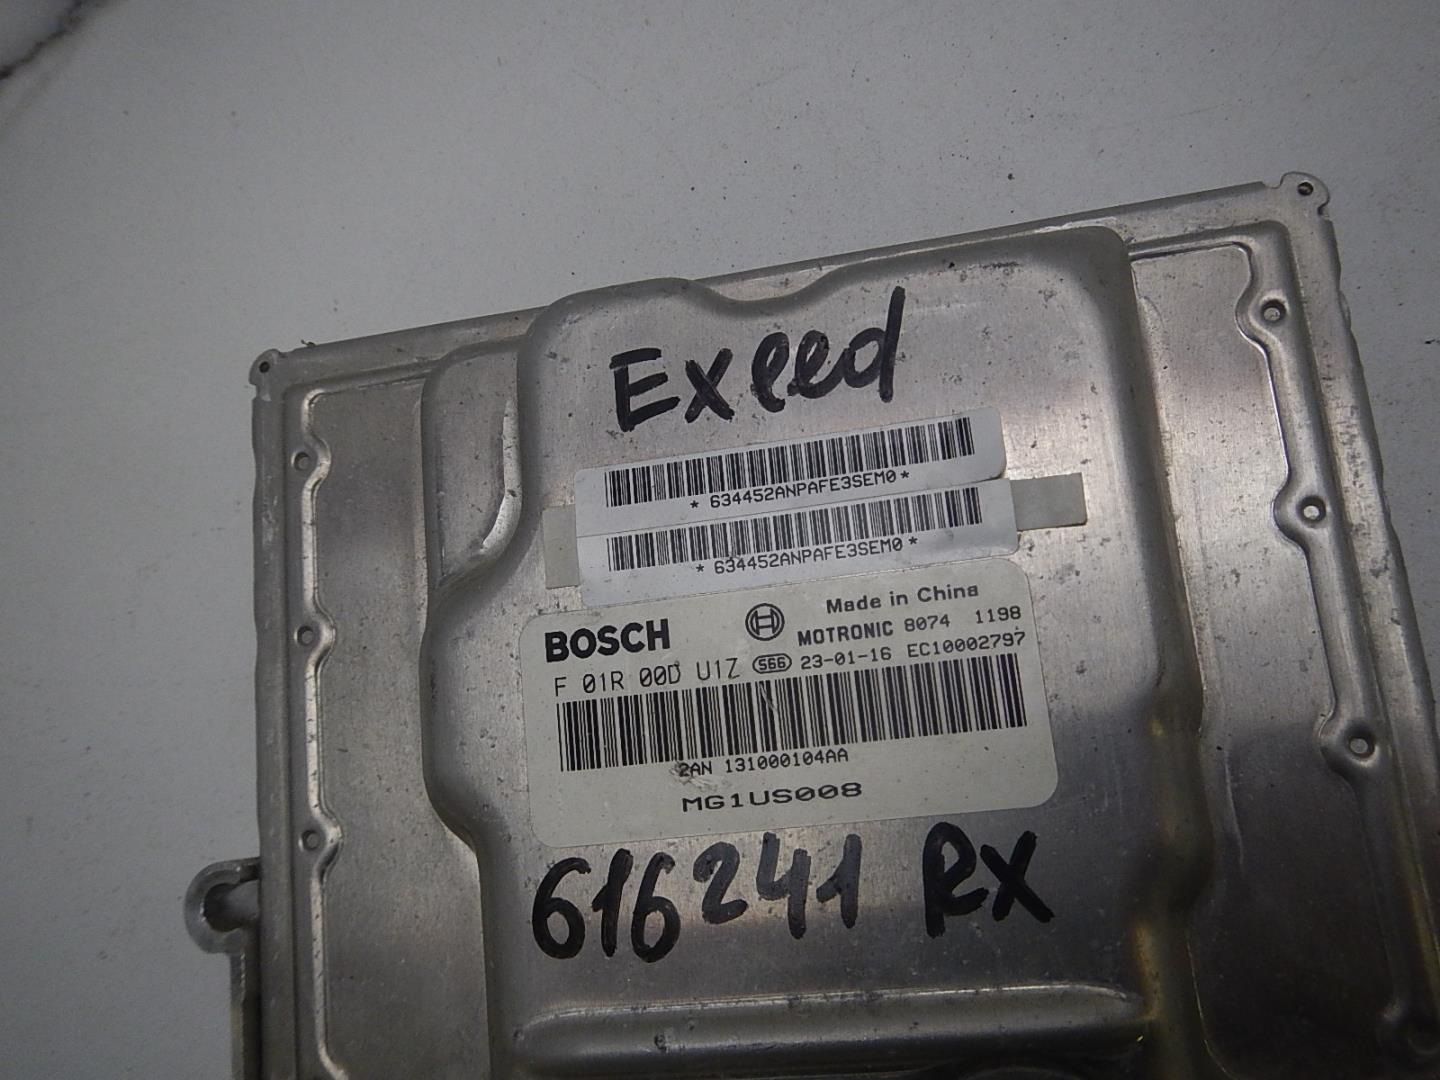 Exeed
* 634452ANPAFE3SEM0 *
* 634452ANPAFE3SEM0 *
BOSCH Made in China
MOTRONIC 8074 1198
F 01R 00D U1Z S66 23-01-16 EC10002797
2AN 131000104AA
MG1US008
616241 RX